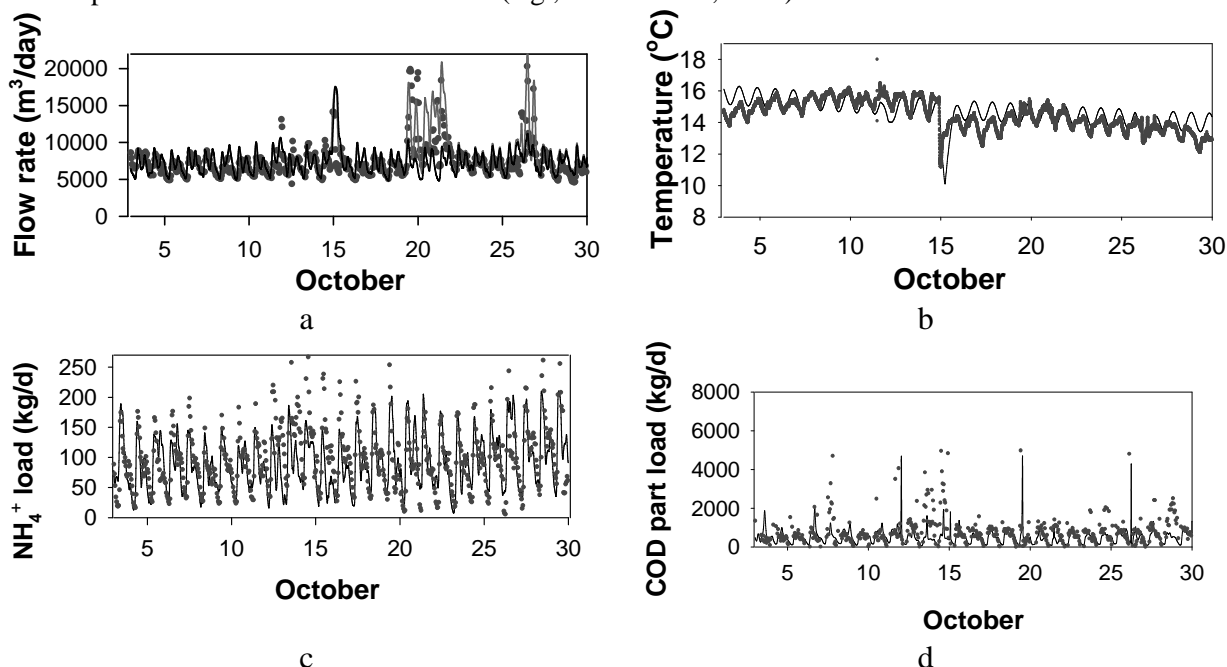 20000
15000
10000
5000
0
Flow rate (m³/day)
5 10 15 20 25 30
October
a
18
16
14
12
10
8
Temperature (°C)
5 10 15 20 25 30
October
b
250
200
150
100
50
0
NH₄⁺ load (kg/d)
5 10 15 20 25 30
October
c
8000
6000
4000
2000
0
COD part load (kg/d)
5 10 15 20 25 30
October
d